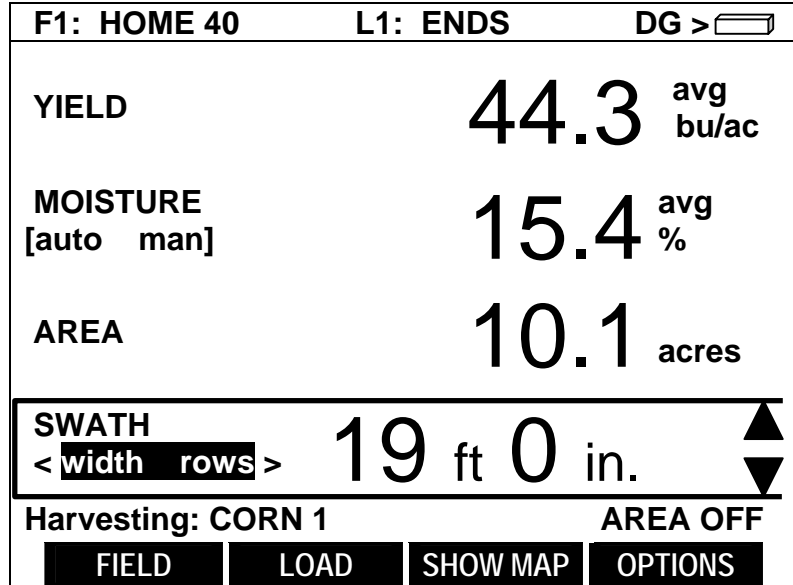 F1: HOME 40 L1: ENDS DG >
YIELD 44.3 avg bu/ac
MOISTURE [auto man] 15.4 avg %
AREA 10.1 acres
SWATH < width rows > 19 ft 0 in.
Harvesting: CORN 1 AREA OFF
FIELD LOAD SHOW MAP OPTIONS